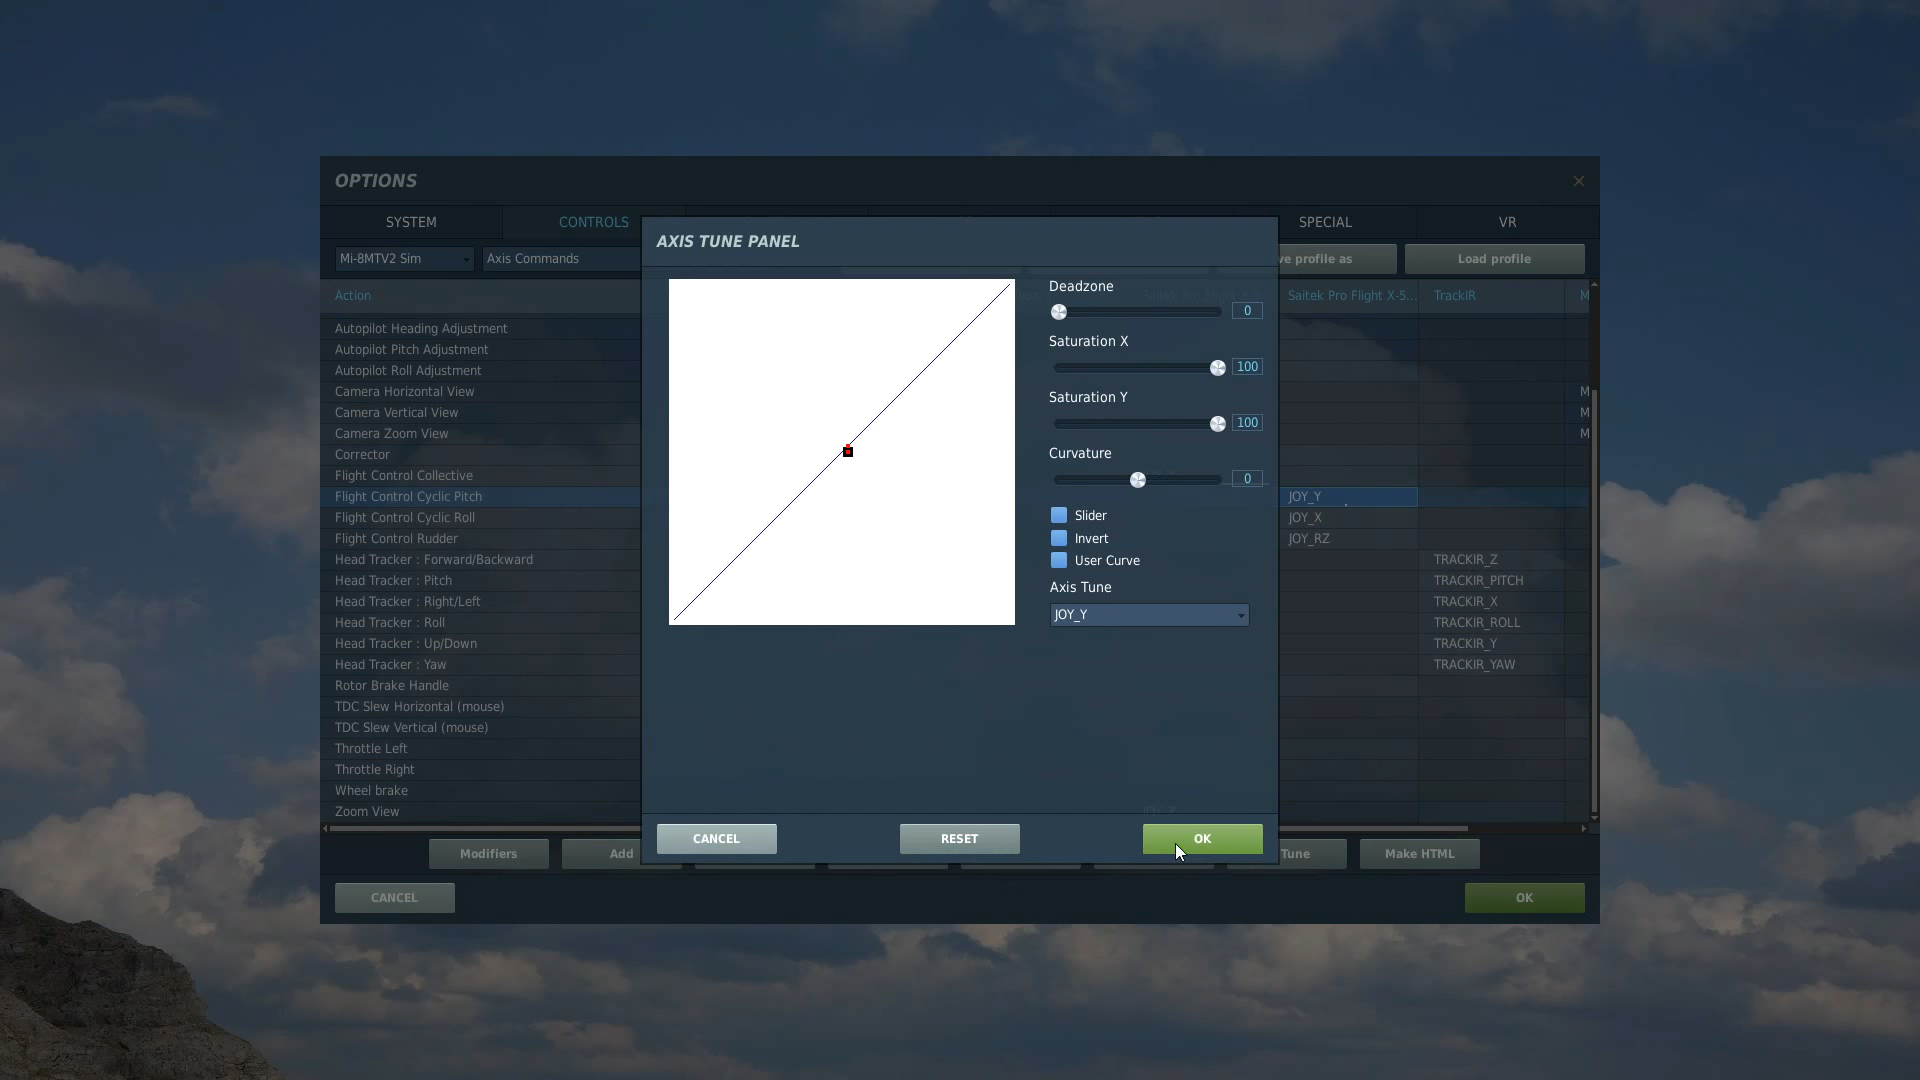 OPTIONS
SYSTEM
CONTROLS
SPECIAL
VR
AXIS TUNE PANEL
Mi-8MTV2 Sim
Axis Commands
ve profile as
Load profile
Action
Saitek Pro Flight X-5...
TrackIR
M
Autopilot Heading Adjustment
Autopilot Pitch Adjustment
Autopilot Roll Adjustment
Camera Horizontal View
M
Camera Vertical View
M
Camera Zoom View
M
Corrector
Flight Control Collective
Flight Control Cyclic Pitch
JOY_Y
Flight Control Cyclic Roll
JOY_X
Flight Control Rudder
JOY_RZ
Head Tracker : Forward/Backward
TRACKIR_Z
Head Tracker : Pitch
TRACKIR_PITCH
Head Tracker : Right/Left
TRACKIR_X
Head Tracker : Roll
TRACKIR_ROLL
Head Tracker : Up/Down
TRACKIR_Y
Head Tracker : Yaw
TRACKIR_YAW
Rotor Brake Handle
TDC Slew Horizontal (mouse)
TDC Slew Vertical (mouse)
Throttle Left
Throttle Right
Wheel brake
Zoom View
Deadzone
0
Saturation X
100
Saturation Y
100
Curvature
0
Slider
Invert
User Curve
Axis Tune
JOY_Y
CANCEL
RESET
OK
Modifiers
Add
Tune
Make HTML
CANCEL
OK